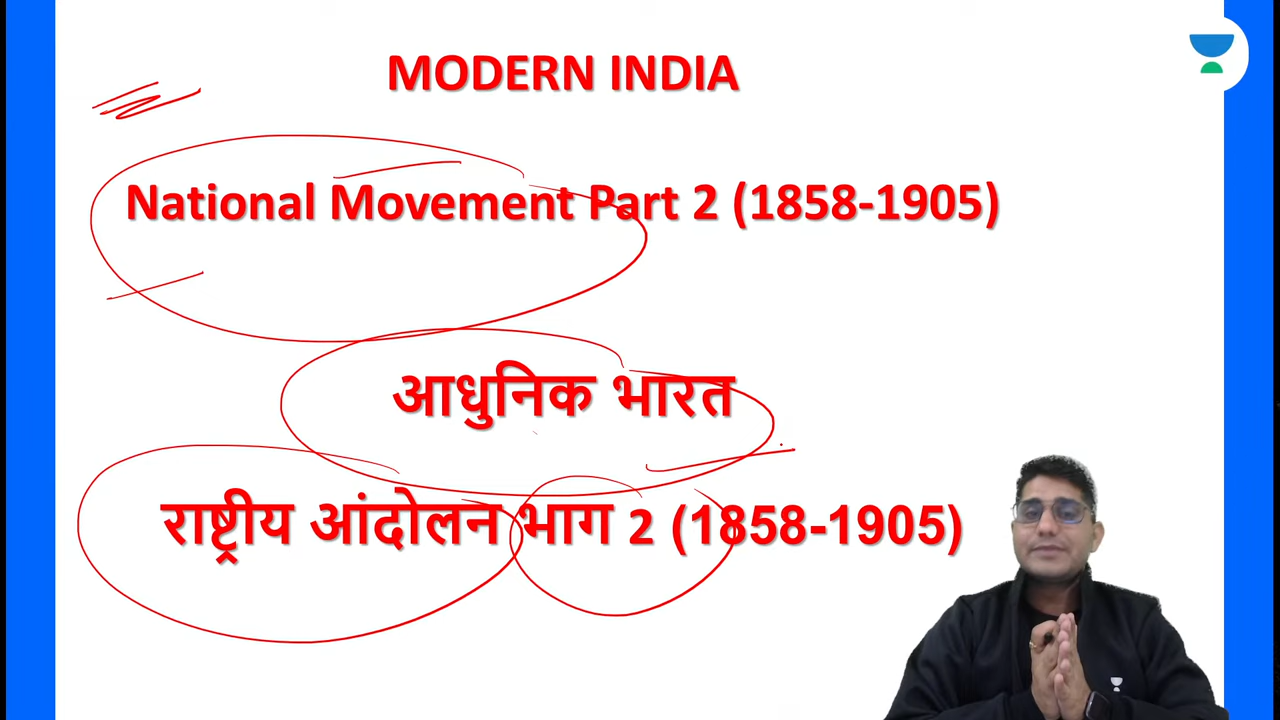 MODERN INDIA
National Movement Part 2 (1858-1905)
आधुनिक भारत
राष्ट्रीय आंदोलन भाग 2 (1858-1905)